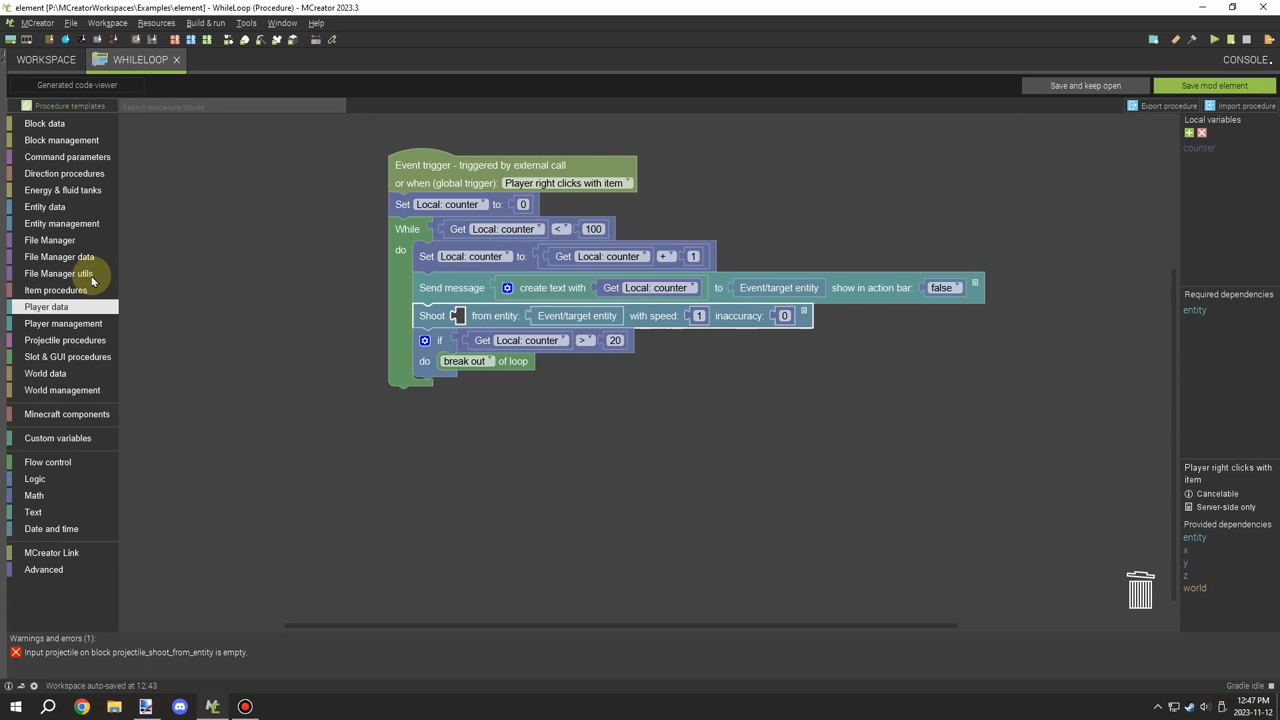 element [P:\MCreatorWorkspaces\Examples\element] - WhileLoop (Procedure) - MCreator 2023.3
MCreator File Workspace Resources Build & run Tools Window Help
WORKSPACE WHILELOOP CONSOLE
Generated code viewer Save and keep open Save mod element
Procedure templates Search procedure blocks Export procedure Import procedure
Block data
Block management
Command parameters
Direction procedures
Energy & fluid tanks
Entity data
Entity management
File Manager
File Manager data
File Manager utils
Item procedures
Player data
Player management
Projectile procedures
Slot & GUI procedures
World data
World management
Minecraft components
Custom variables
Flow control
Logic
Math
Text
Date and time
MCreator Link
Advanced
Event trigger - triggered by external call
or when (global trigger): Player right clicks with item
Set Local: counter to: 0
While Get Local: counter < 100
do
Set Local: counter to: Get Local: counter + 1
Send message create text with Get Local: counter to Event/target entity show in action bar: false
Shoot from entity: Event/target entity with speed: 1 inaccuracy: 0
if Get Local: counter > 20
do break out of loop
Local variables
counter
Required dependencies
entity
Player right clicks with
item
Cancelable
Server-side only
Provided dependencies
entity
x
y
z
world
Warnings and errors (1):
Input projectile on block projectile_shoot_from_entity is empty.
Workspace auto-saved at 12:43 Gradle idle
12:47 PM
2023-11-12